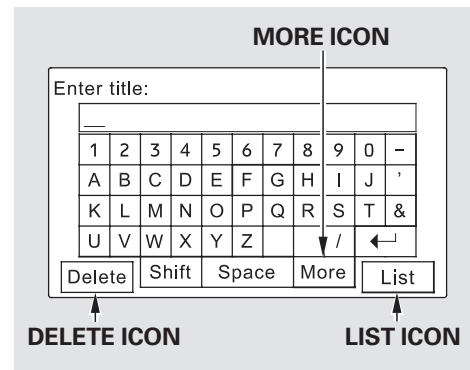 MORE ICON
Enter title:
1 2 3 4 5 6 7 8 9 0 –
A B C D E F G H I J ’
K L M N O P Q R S T &
U V W X Y Z /
Delete Shift Space More List
DELETE ICON LIST ICON